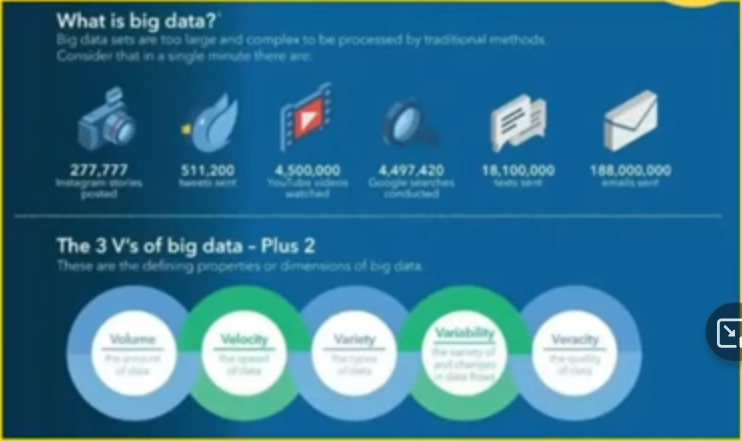 What is big data?
Big data sets are too large and complex to be processed by traditional methods.
Consider that in a single minute there are:
277,777
Instagram stories
posted
511,200
tweets sent
4,500,000
YouTube videos
watched
4,497,420
Google searches
conducted
18,100,000
texts sent
188,000,000
emails sent
The 3 V's of big data – Plus 2
These are the defining properties or dimensions of big data.
Volume
the amount
of data
Velocity
the speed
of data
Variety
the types
of data
Variability
the variety of
and changes
in data flows
Veracity
the quality
of data